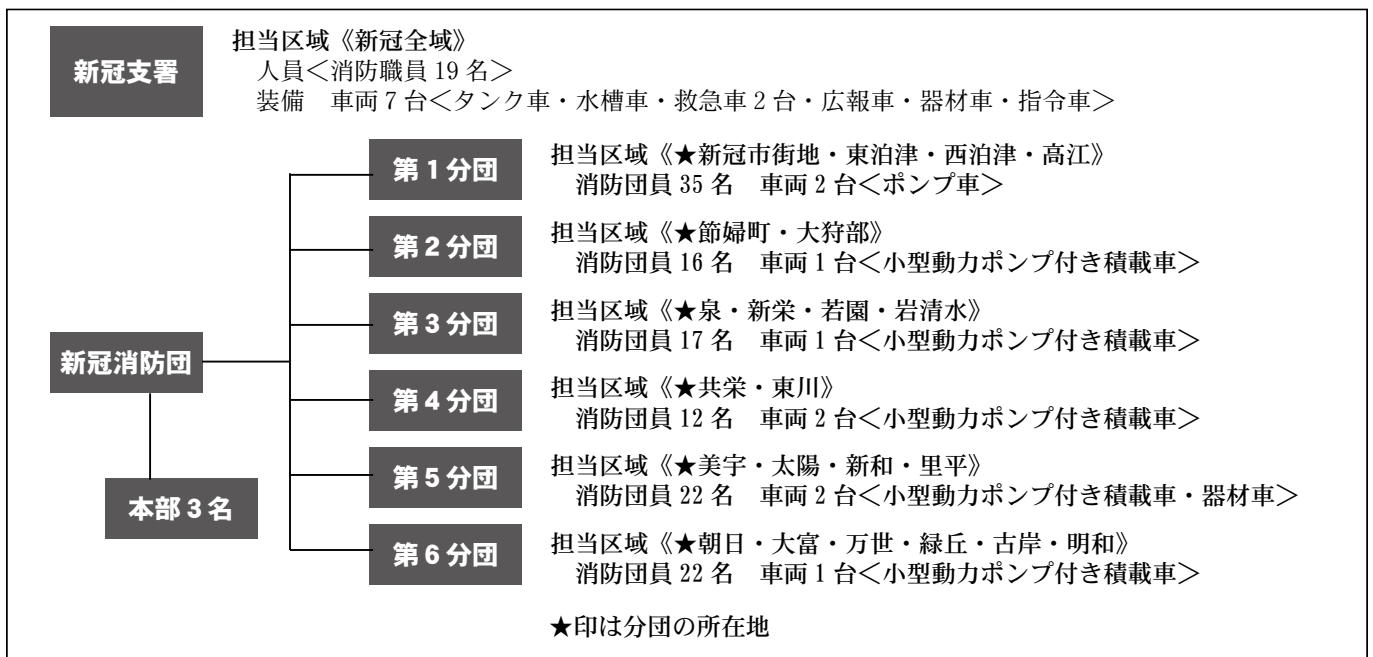 新冠支署
担当区域《新冠全域》
人員＜消防職員 19 名＞
装備　車両 7 台＜タンク車・水槽車・救急車 2 台・広報車・器材車・指令車＞
第 1 分団
担当区域《★新冠市街地・東泊津・西泊津・高江》
消防団員 35 名　車両 2 台＜ポンプ車＞
第 2 分団
担当区域《★節婦町・大狩部》
消防団員 16 名　車両 1 台＜小型動力ポンプ付き積載車＞
第 3 分団
担当区域《★泉・新栄・若園・岩清水》
消防団員 17 名　車両 1 台＜小型動力ポンプ付き積載車＞
新冠消防団
第 4 分団
担当区域《★共栄・東川》
消防団員 12 名　車両 2 台＜小型動力ポンプ付き積載車＞
第 5 分団
担当区域《★美宇・太陽・新和・里平》
消防団員 22 名　車両 2 台＜小型動力ポンプ付き積載車・器材車＞
本部 3 名
第 6 分団
担当区域《★朝日・大富・万世・緑丘・古岸・明和》
消防団員 22 名　車両 1 台＜小型動力ポンプ付き積載車＞
★印は分団の所在地